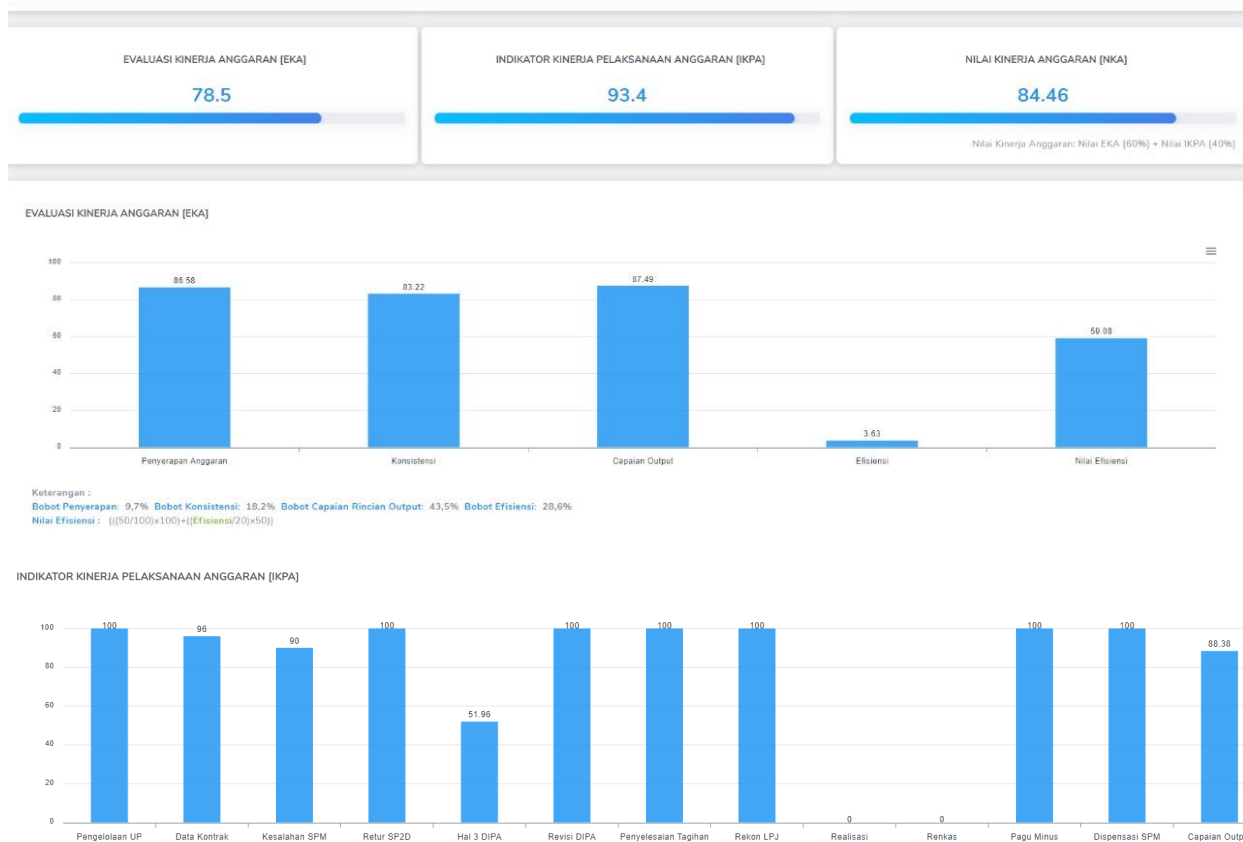 EVALUASI KINERJA ANGGARAN [EKA]
78.5
INDIKATOR KINERJA PELAKSANAAN ANGGARAN [IKPA]
93.4
NILAI KINERJA ANGGARAN [NKA]
84.46
Nilai Kinerja Anggaran: Nilai EKA [60%] + Nilai IKPA [40%]
EVALUASI KINERJA ANGGARAN [EKA]
100
80
60
40
20
0
86.58
83.22
87.49
3.63
59.08
Penyerapan Anggaran
Konsistensi
Capaian Output
Efisiensi
Nilai Efisiensi
Keterangan :
Bobot Penyerapan: 9,7% Bobot Konsistensi: 18,2% Bobot Capaian Rincian Output: 43,5% Bobot Efisiensi: 28,6%
Nilai Efisiensi : (((50/100)x100)+((Efisiensi/20)x50))
INDIKATOR KINERJA PELAKSANAAN ANGGARAN [IKPA]
100
80
60
40
20
0
100
96
90
100
51.96
100
100
100
0
0
100
100
88.38
Pengelolaan UP
Data Kontrak
Kesalahan SPM
Retur SP2D
Hal 3 DIPA
Revisi DIPA
Penyelesaian Tagihan
Rekon LPJ
Realisasi
Renkas
Pagu Minus
Dispensasi SPM
Capaian Outp